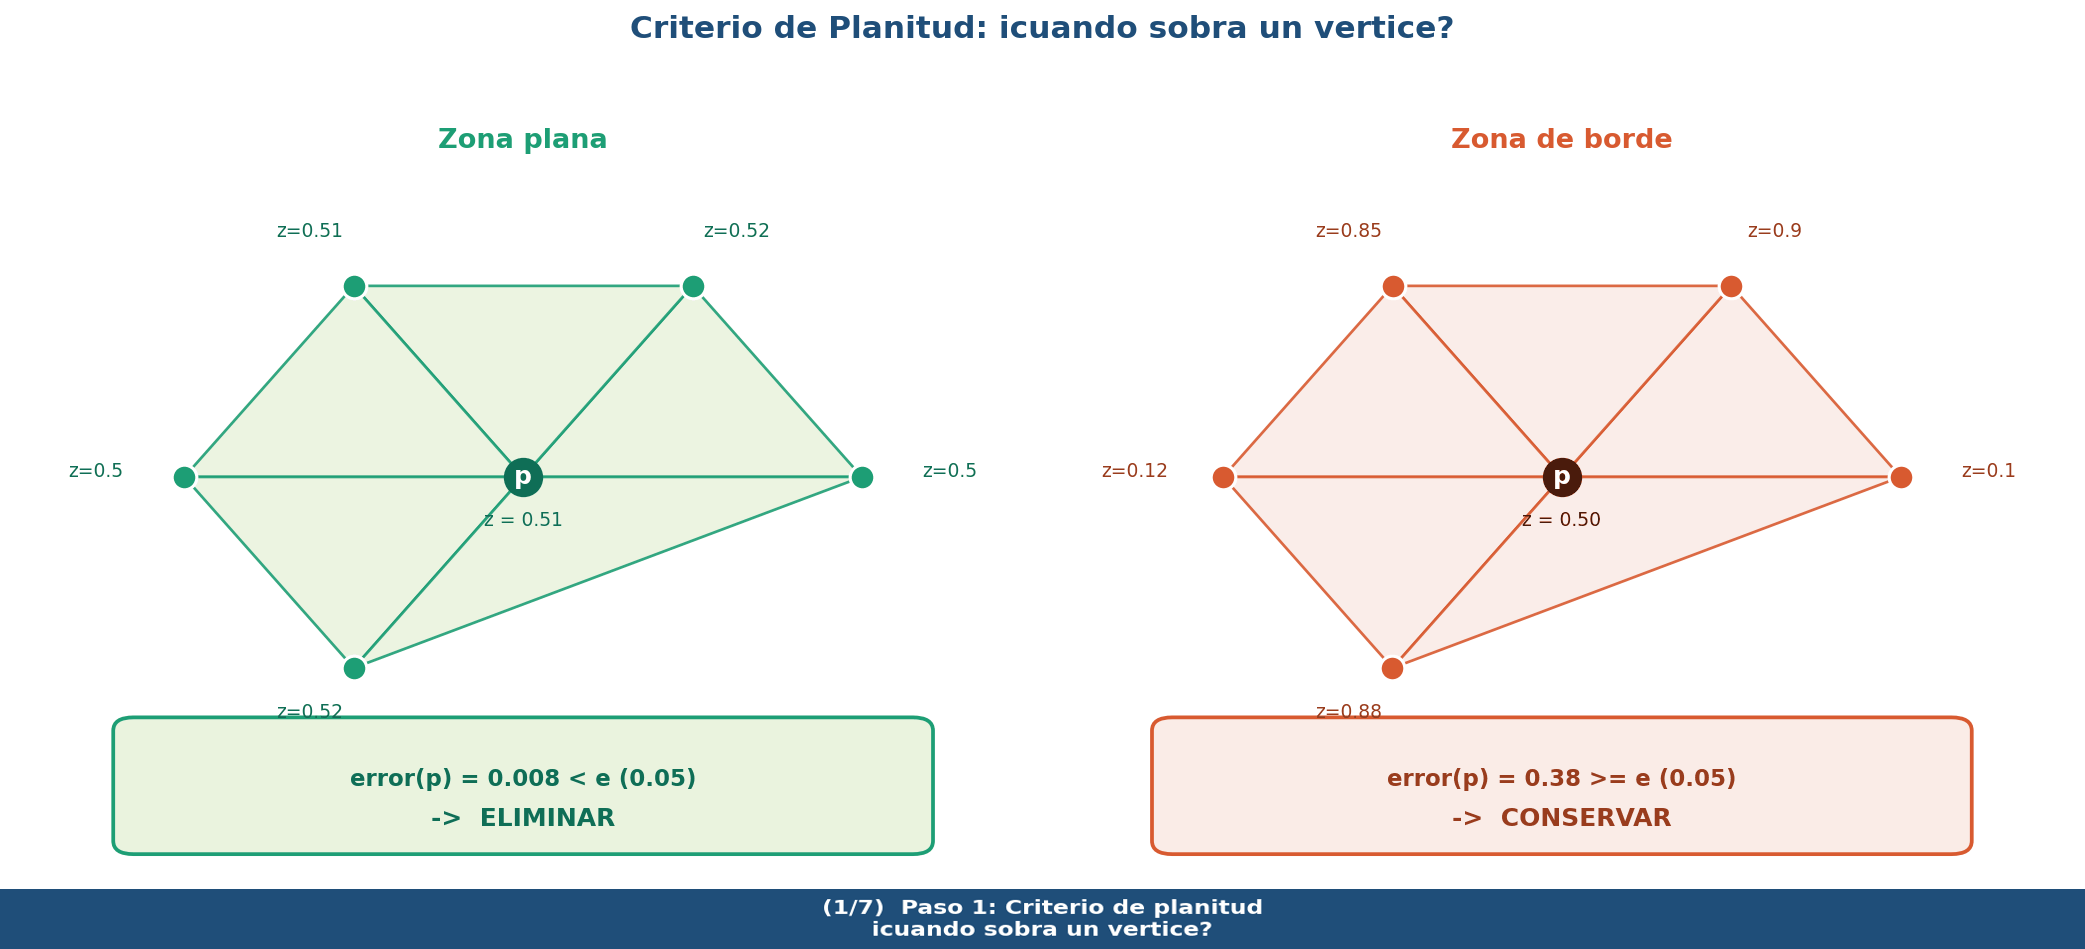 Criterio de Planitud: icuando sobra un vertice?
Zona plana
z=0.51
z=0.52
z=0.5
p
z=0.5
z = 0.51
z=0.52
error(p) = 0.008 < e (0.05)
-> ELIMINAR
Zona de borde
z=0.85
z=0.9
z=0.12
p
z=0.1
z = 0.50
z=0.88
error(p) = 0.38 >= e (0.05)
-> CONSERVAR
(1/7) Paso 1: Criterio de planitud
icuando sobra un vertice?